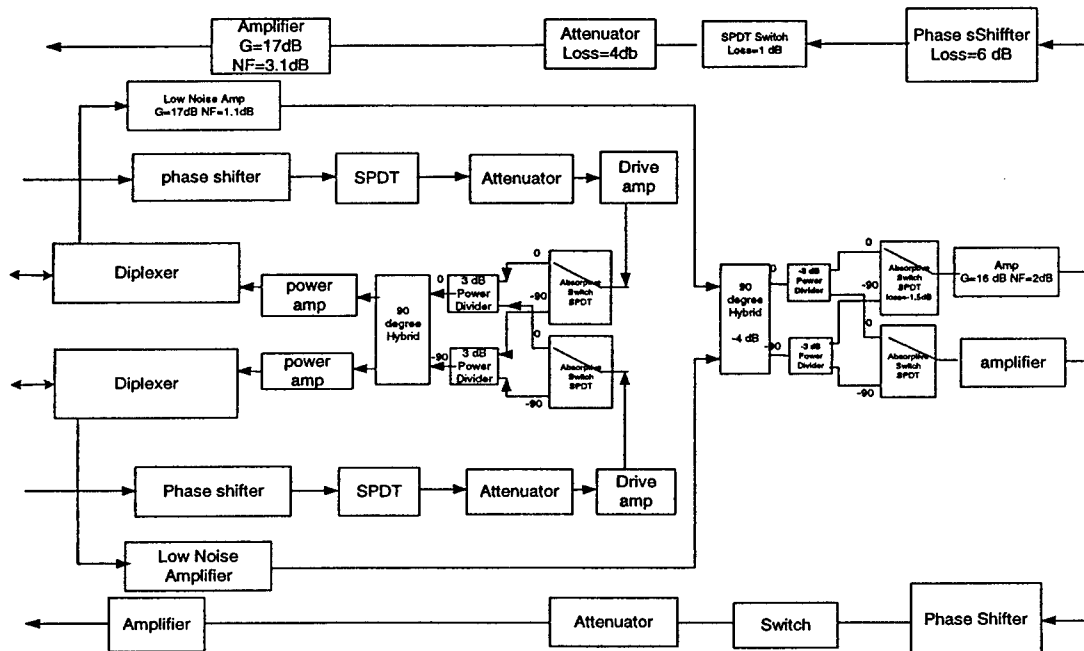 Amplifier
G=17dB
NF=3.1dB
Attenuator
Loss=4db
SPDT Switch
Loss=1 dB
Phase sShiffter
Loss=6 dB
Low Noise Amp
G=17dB NF=1.1dB
phase shifter
SPDT
Attenuator
Drive
amp
Diplexer
power
amp
90
degree
Hybrid
0
-90
3 dB
Power
Divider
0
-90
Absorptive
Switch
SPDT
Diplexer
power
amp
3 dB
Power
Divider
0
-90
Absorptive
Switch
SPDT
90
degree
Hybrid
-4 dB
0
-90
Power
Divider
0
-90
Absorptive
Switch
SPDT
loss=-1.5dB
Amp
G=16 dB NF=2dB
-3 dB
Power
Divider
0
-90
Absorptive
Switch
SPDT
amplifier
Phase shifter
SPDT
Attenuator
Drive
amp
Low Noise
Amplifier
Amplifier
Attenuator
Switch
Phase Shifter